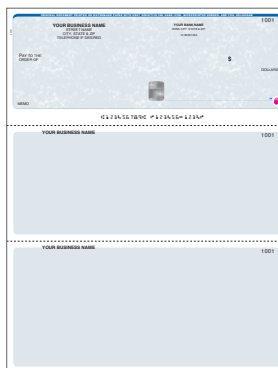 1001
YOUR BUSINESS NAME
STREET NAME
CITY, STATE & ZIP
TELEPHONE IF DESIRED
YOUR BANK NAME
PAY TO THE
ORDER OF
$
DOLLARS
MEMO
YOUR BUSINESS NAME
1001
YOUR BUSINESS NAME
1001